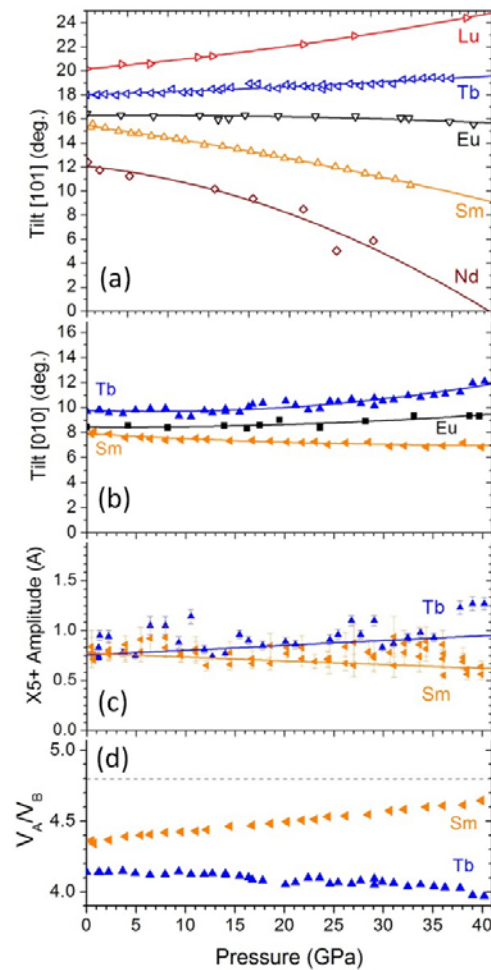 24
22
20
18
16
14
12
10
8
6
4
2
0
Tilt [101] (deg.)
Lu
Tb
Eu
Sm
Nd
(a)
16
14
12
10
8
6
4
2
0
Tilt [010] (deg.)
Tb
Eu
Sm
(b)
1.5
1.0
0.5
0.0
X5+ Amplitude (A)
Tb
Sm
(c)
5.0
4.5
4.0
V_A/V_B
(d)
Sm
Tb
0 5 10 15 20 25 30 35 40
Pressure (GPa)